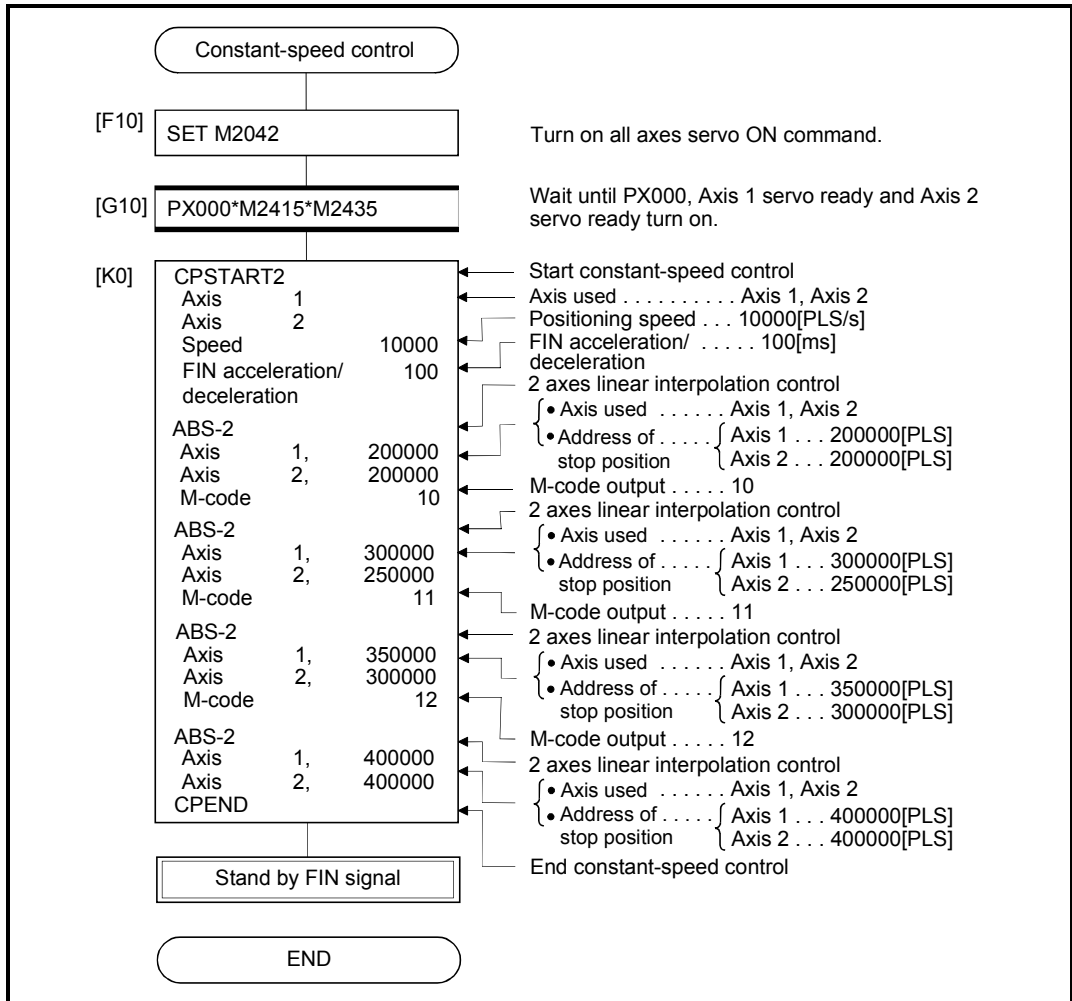 Constant-speed control
[F10] SET M2042 Turn on all axes servo ON command.
[G10] PX000*M2415*M2435 Wait until PX000, Axis 1 servo ready and Axis 2
servo ready turn on.
[K0] CPSTART2
Axis 1
Axis 2
Speed 10000
FIN acceleration/ 100
deceleration
ABS-2
Axis 1, 200000
Axis 2, 200000
M-code 10
ABS-2
Axis 1, 300000
Axis 2, 250000
M-code 11
ABS-2
Axis 1, 350000
Axis 2, 300000
M-code 12
ABS-2
Axis 1, 400000
Axis 2, 400000
CPEND
Start constant-speed control
Axis used . . . . . . . . . . Axis 1, Axis 2
Positioning speed . . . 10000[PLS/s]
FIN acceleration/ . . . . . 100[ms]
deceleration
2 axes linear interpolation control
• Axis used . . . . . . Axis 1, Axis 2
• Address of . . . . . Axis 1 . . . 200000[PLS]
stop position Axis 2 . . . 200000[PLS]
M-code output . . . . . 10
2 axes linear interpolation control
• Axis used . . . . . . Axis 1, Axis 2
• Address of . . . . . Axis 1 . . . 300000[PLS]
stop position Axis 2 . . . 250000[PLS]
M-code output . . . . . 11
2 axes linear interpolation control
• Axis used . . . . . . Axis 1, Axis 2
• Address of . . . . . Axis 1 . . . 350000[PLS]
stop position Axis 2 . . . 300000[PLS]
M-code output . . . . . 12
2 axes linear interpolation control
• Axis used . . . . . . Axis 1, Axis 2
• Address of . . . . . Axis 1 . . . 400000[PLS]
stop position Axis 2 . . . 400000[PLS]
End constant-speed control
Stand by FIN signal
END